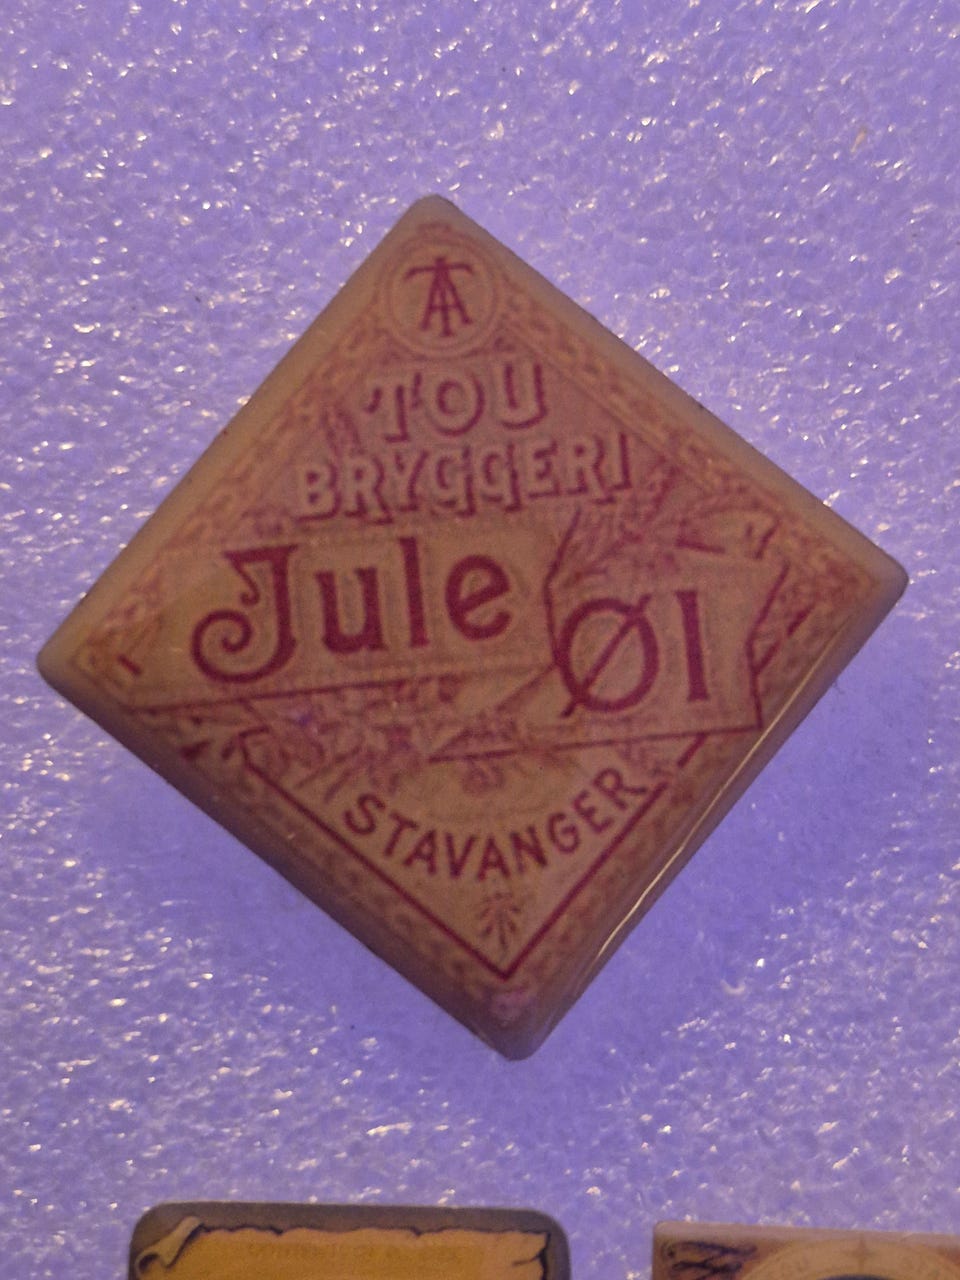 TOU
BRYGGERI
Jule Øl
STAVANGER